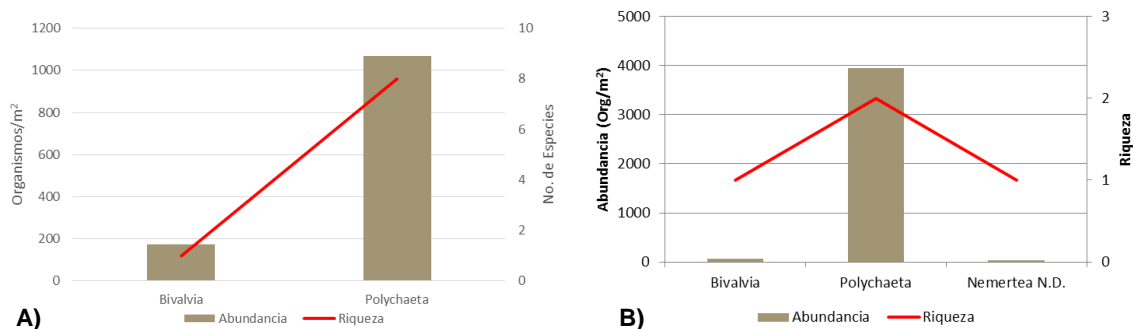 1200
1000
800
600
400
200
0
Organismos/m²
10
8
6
4
2
0
No. de Especies
Bivalvia Polychaeta
Abundancia Riqueza
A)
5000
4000
3000
2000
1000
0
Abundancia (Org/m²)
3
2
1
0
Riqueza
Bivalvia Polychaeta Nemertea N.D.
Abundancia Riqueza
B)